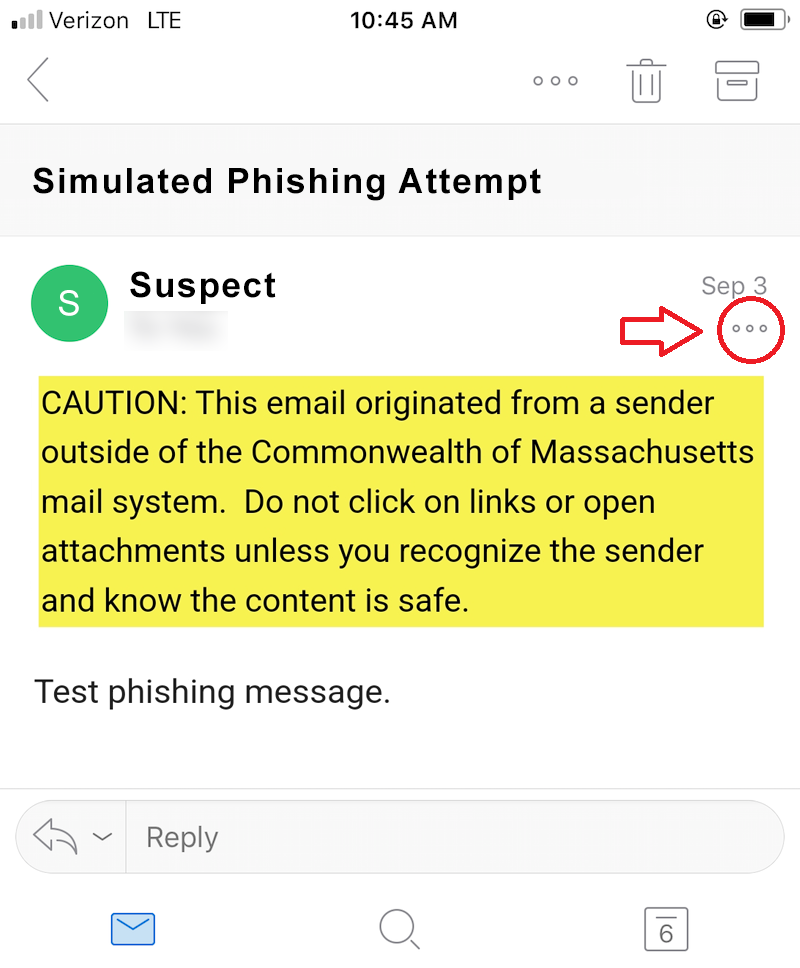 Verizon LTE 10:45 AM
Simulated Phishing Attempt
S
Suspect
Sep 3
CAUTION: This email originated from a sender
outside of the Commonwealth of Massachusetts
mail system.  Do not click on links or open
attachments unless you recognize the sender
and know the content is safe.
Test phishing message.
Reply
6